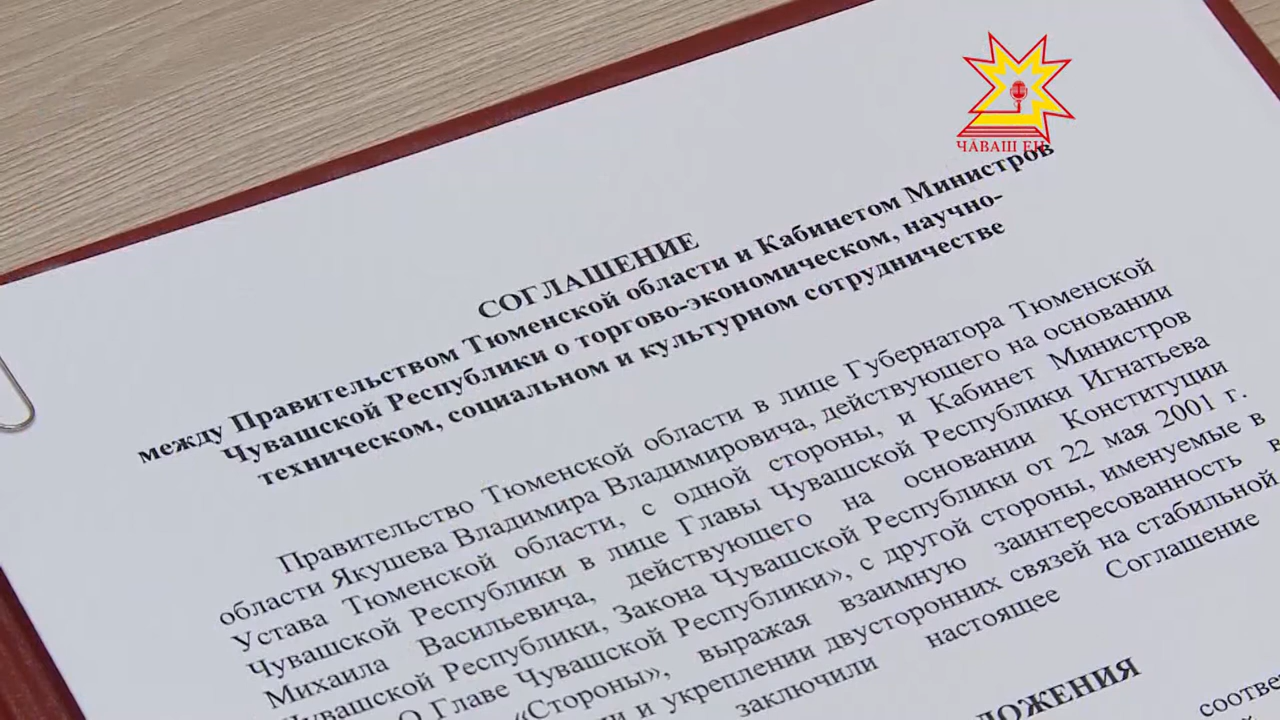 ЧӐВАШ ЕН
СОГЛАШЕНИЕ
между Правительством Тюменской области и Кабинетом Министров
Чувашской Республики о торгово-экономическом, научно-
техническом, социальном и культурном сотрудничестве
Правительство Тюменской области в лице Губернатора Тюменской
области Якушева Владимира Владимировича, действующего на основании
Устава Тюменской области, с одной стороны, и Кабинет Министров
Чувашской Республики в лице Главы Чувашской Республики Игнатьева
Михаила Васильевича, действующего на основании Конституции
Чувашской Республики, Закона Чувашской Республики от 22 мая 2001 г.
О Главе Чувашской Республики», с другой стороны, именуемые в
«Стороны», выражая взаимную заинтересованность в
и укреплении двусторонних связей на стабильной
заключили настоящее Соглашение